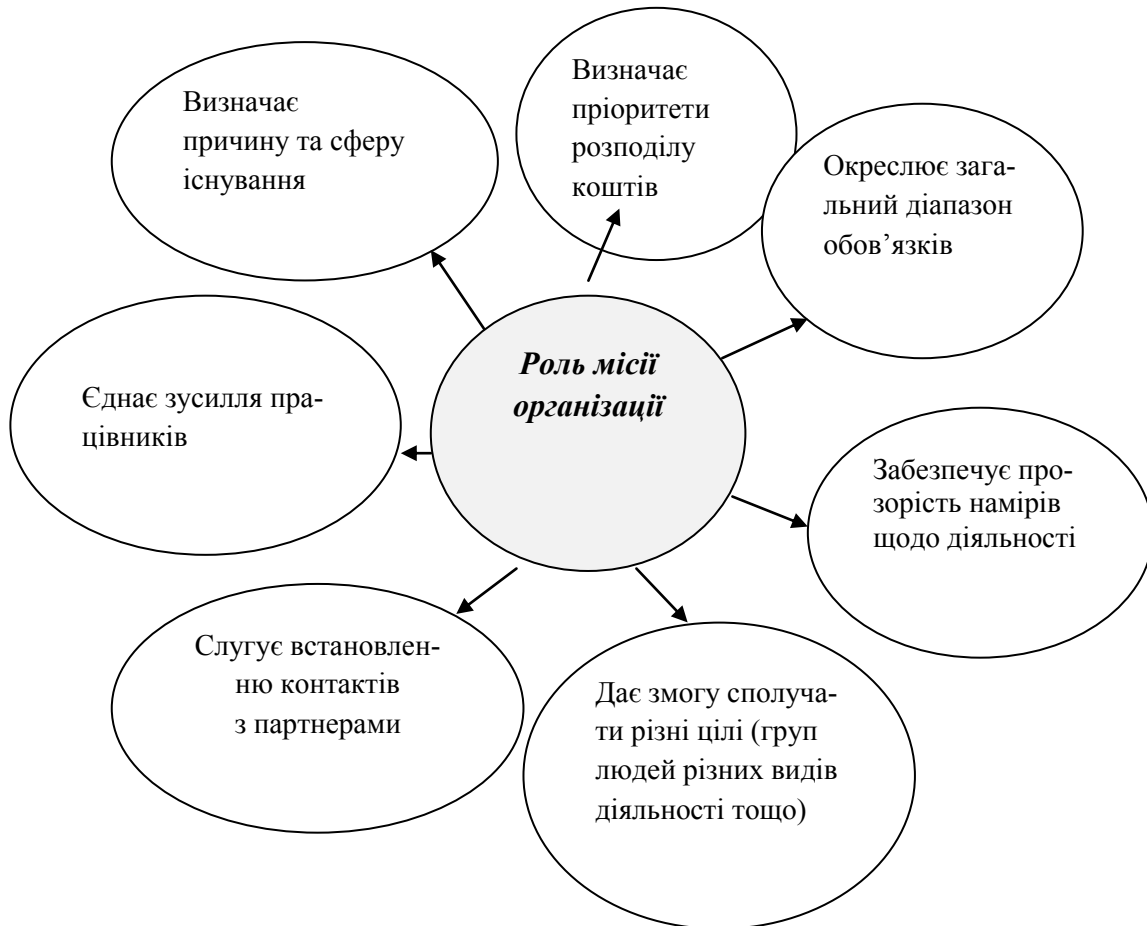 Визначає
причину та сферу
існування
Визначає
пріоритети
розподілу
коштів
Окреслює зага-
льний діапазон
обов’язків
Роль місії
організації
Єднає зусилля пра-
цівників
Забезпечує про-
зорість намірів
щодо діяльності
Слугує встановлен-
ню контактів
з партнерами
Дає змогу сполуча-
ти різні цілі (груп
людей різних видів
діяльності тощо)